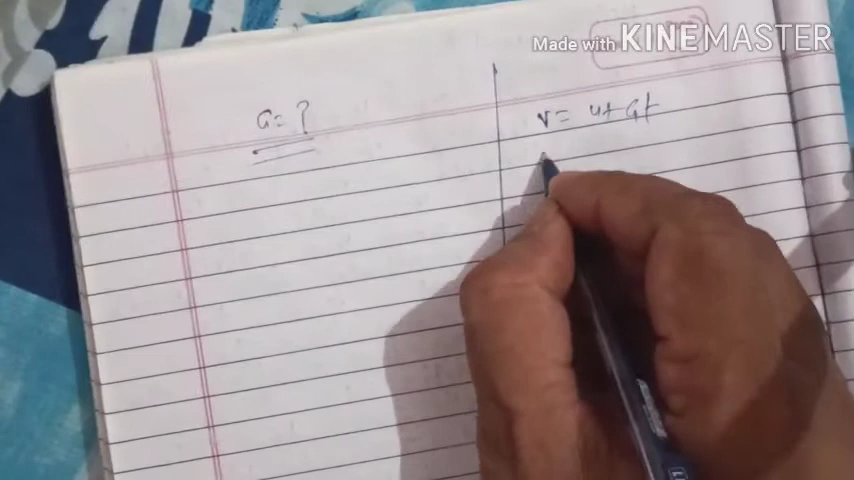 Made with KINEMASTER
a = ?
v = u + at